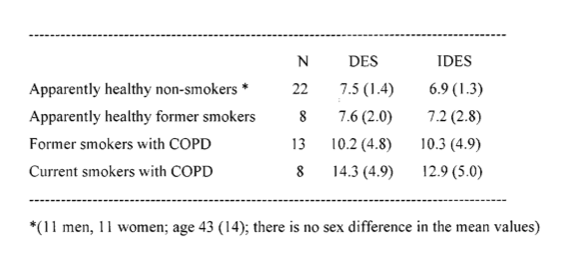 N DES IDES
Apparently healthy non-smokers * 22 7.5 (1.4) 6.9 (1.3)
Apparently healthy former smokers 8 7.6 (2.0) 7.2 (2.8)
Former smokers with COPD 13 10.2 (4.8) 10.3 (4.9)
Current smokers with COPD 8 14.3 (4.9) 12.9 (5.0)
*(11 men, 11 women; age 43 (14); there is no sex difference in the mean values)